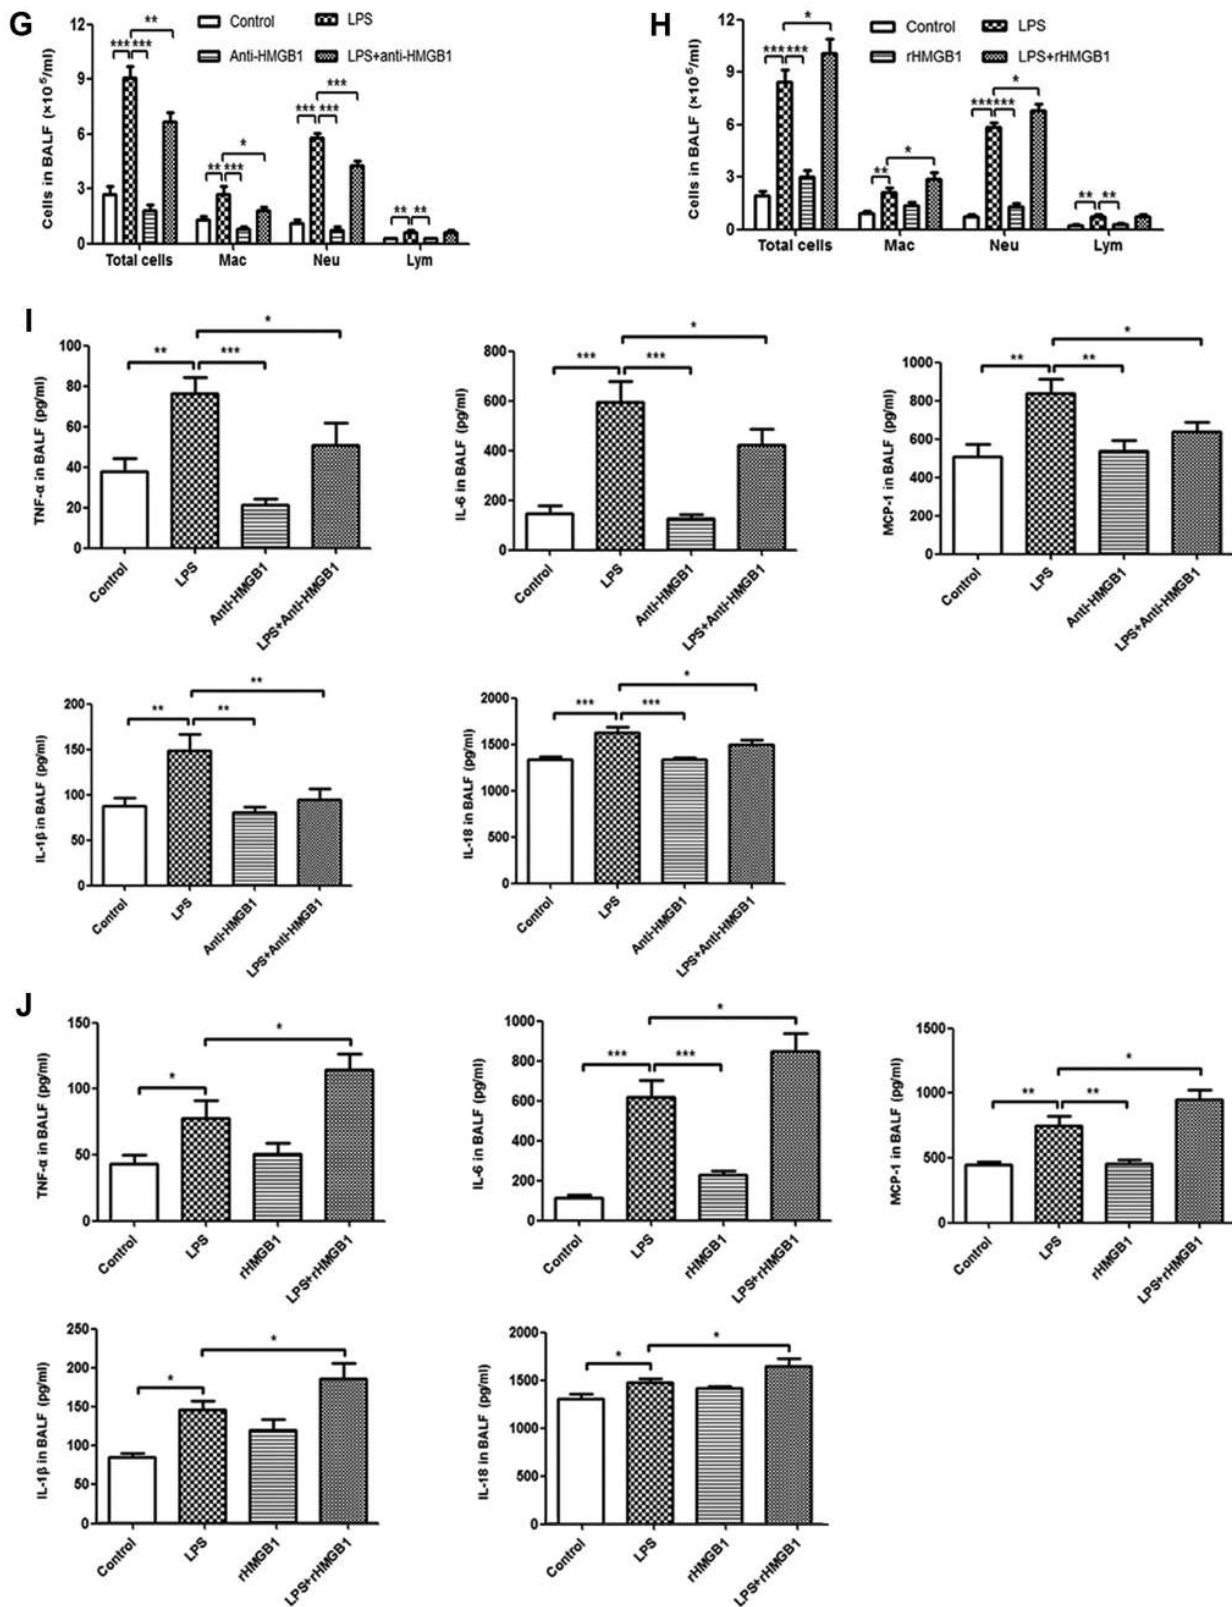 G
Cells in BALF (×10⁵/ml)
12
9
6
3
0
Control
LPS
Anti-HMGB1
LPS+anti-HMGB1
*** *** **
** *** *
*** *** ***
** **
Total cells Mac Neu Lym
H
Cells in BALF (×10⁵/ml)
12
9
6
3
0
Control
LPS
rHMGB1
LPS+rHMGB1
*** *** *
** *
*** *** *
** **
Total cells Mac Neu Lym
I
TNF-α in BALF (pg/ml)
100
80
60
40
20
0
** *** *
Control LPS Anti-HMGB1 LPS+Anti-HMGB1
IL-6 in BALF (pg/ml)
800
600
400
200
0
*** *** *
Control LPS Anti-HMGB1 LPS+Anti-HMGB1
MCP-1 in BALF (pg/ml)
1000
800
600
400
200
0
** ** *
Control LPS Anti-HMGB1 LPS+Anti-HMGB1
IL-1β in BALF (pg/ml)
200
150
100
50
0
** ** **
Control LPS Anti-HMGB1 LPS+Anti-HMGB1
IL-18 in BALF (pg/ml)
2000
1500
1000
500
0
*** *** *
Control LPS Anti-HMGB1 LPS+Anti-HMGB1
J
TNF-α in BALF (pg/ml)
150
100
50
0
* *
Control LPS rHMGB1 LPS+rHMGB1
IL-6 in BALF (pg/ml)
1000
800
600
400
200
0
*** *** *
Control LPS rHMGB1 LPS+rHMGB1
MCP-1 in BALF (pg/ml)
1500
1000
500
0
** ** *
Control LPS rHMGB1 LPS+rHMGB1
IL-1β in BALF (pg/ml)
250
200
150
100
50
0
* *
Control LPS rHMGB1 LPS+rHMGB1
IL-18 in BALF (pg/ml)
2000
1500
1000
500
0
* *
Control LPS rHMGB1 LPS+rHMGB1